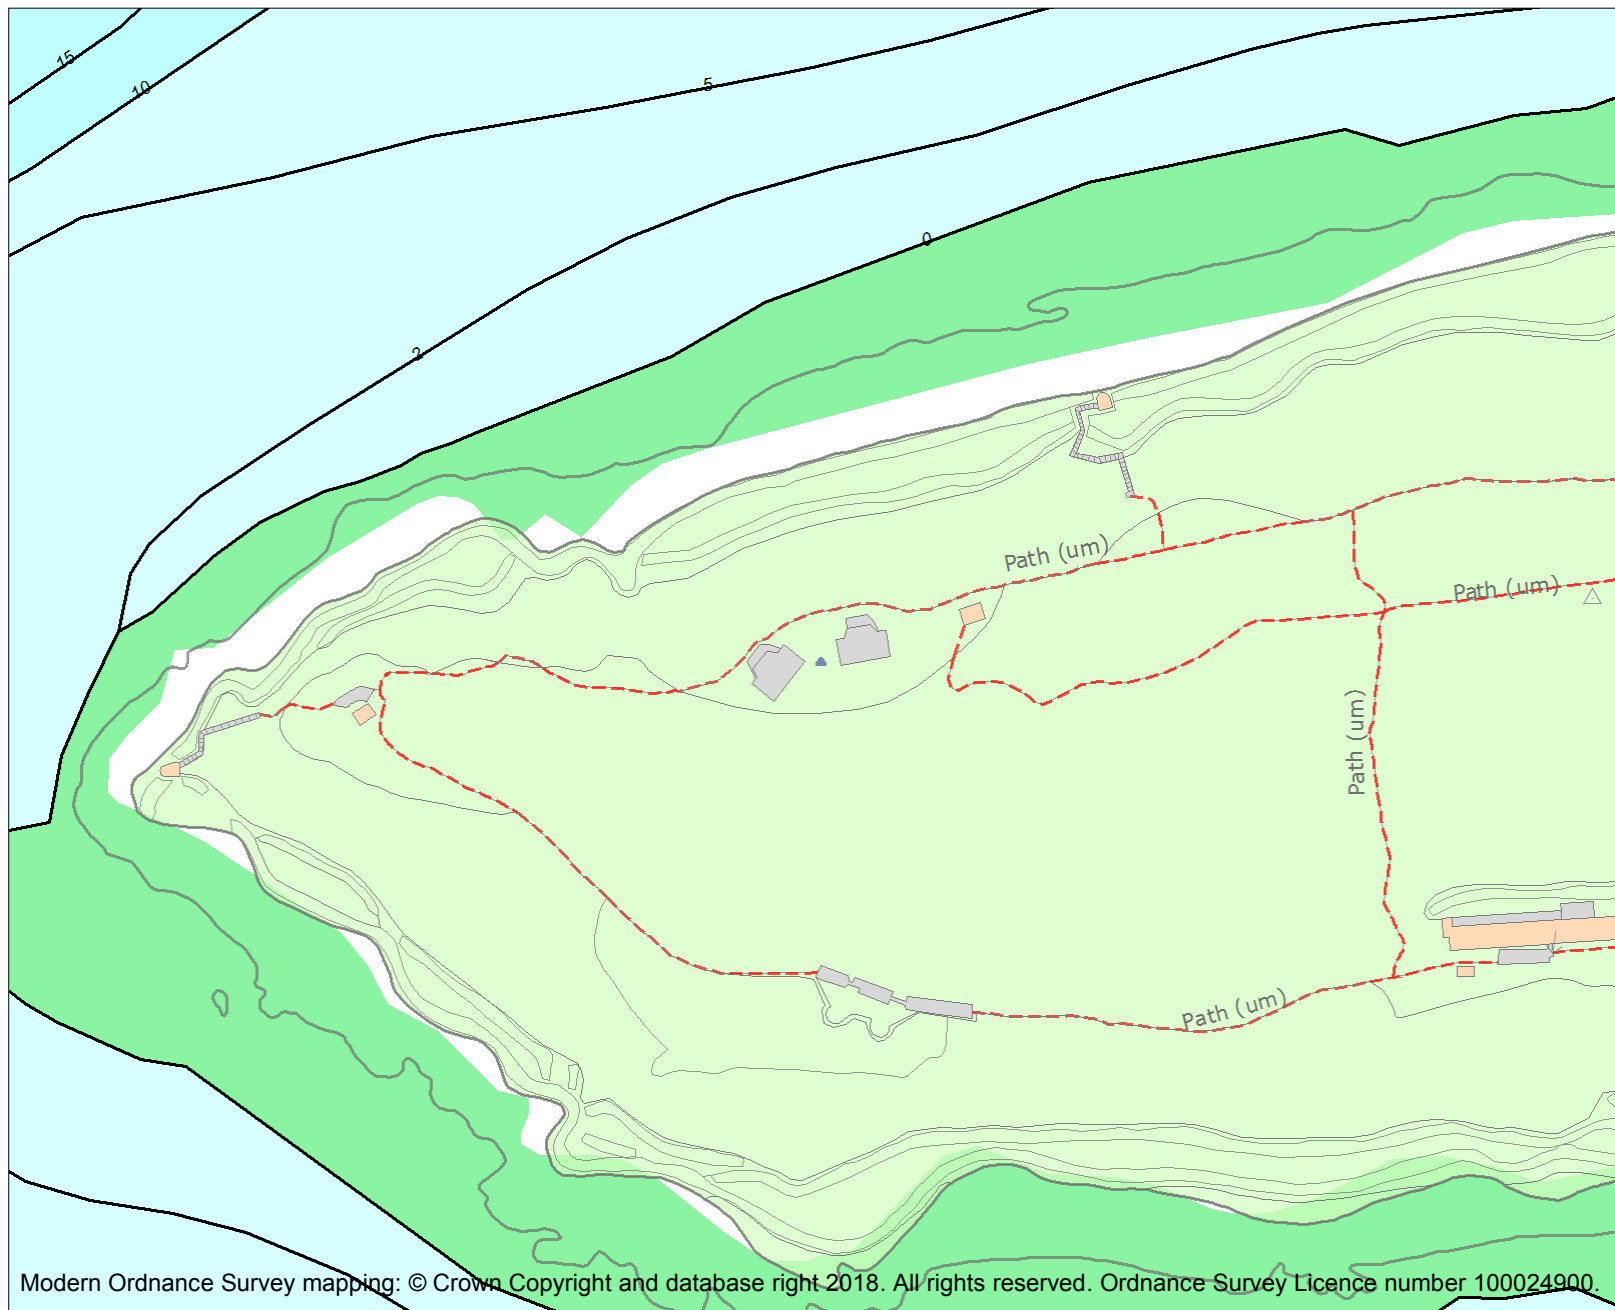 15
10
5
0
2
Path (um)
Path (um)
Path (um)
Path (um)
Modern Ordnance Survey mapping: © Crown Copyright and database right 2018. All rights reserved. Ordnance Survey Licence number 100024900.